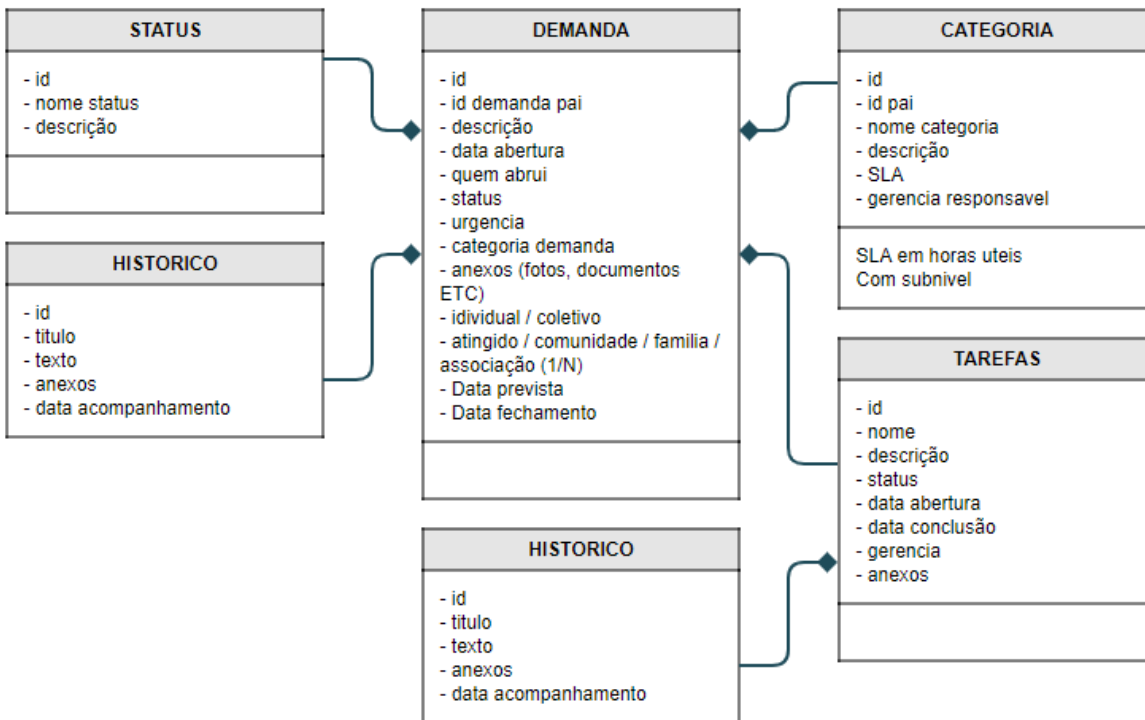 STATUS
- id
- nome status
- descrição
HISTORICO
- id
- titulo
- texto
- anexos
- data acompanhamento
DEMANDA
- id
- id demanda pai
- descrição
- data abertura
- quem abrui
- status
- urgencia
- categoria demanda
- anexos (fotos, documentos
ETC)
- idividual / coletivo
- atingido / comunidade / familia /
associação (1/N)
- Data prevista
- Data fechamento
HISTORICO
- id
- titulo
- texto
- anexos
- data acompanhamento
CATEGORIA
- id
- id pai
- nome categoria
- descrição
- SLA
- gerencia responsavel
SLA em horas uteis
Com subnivel
TAREFAS
- id
- nome
- descrição
- status
- data abertura
- data conclusão
- gerencia
- anexos